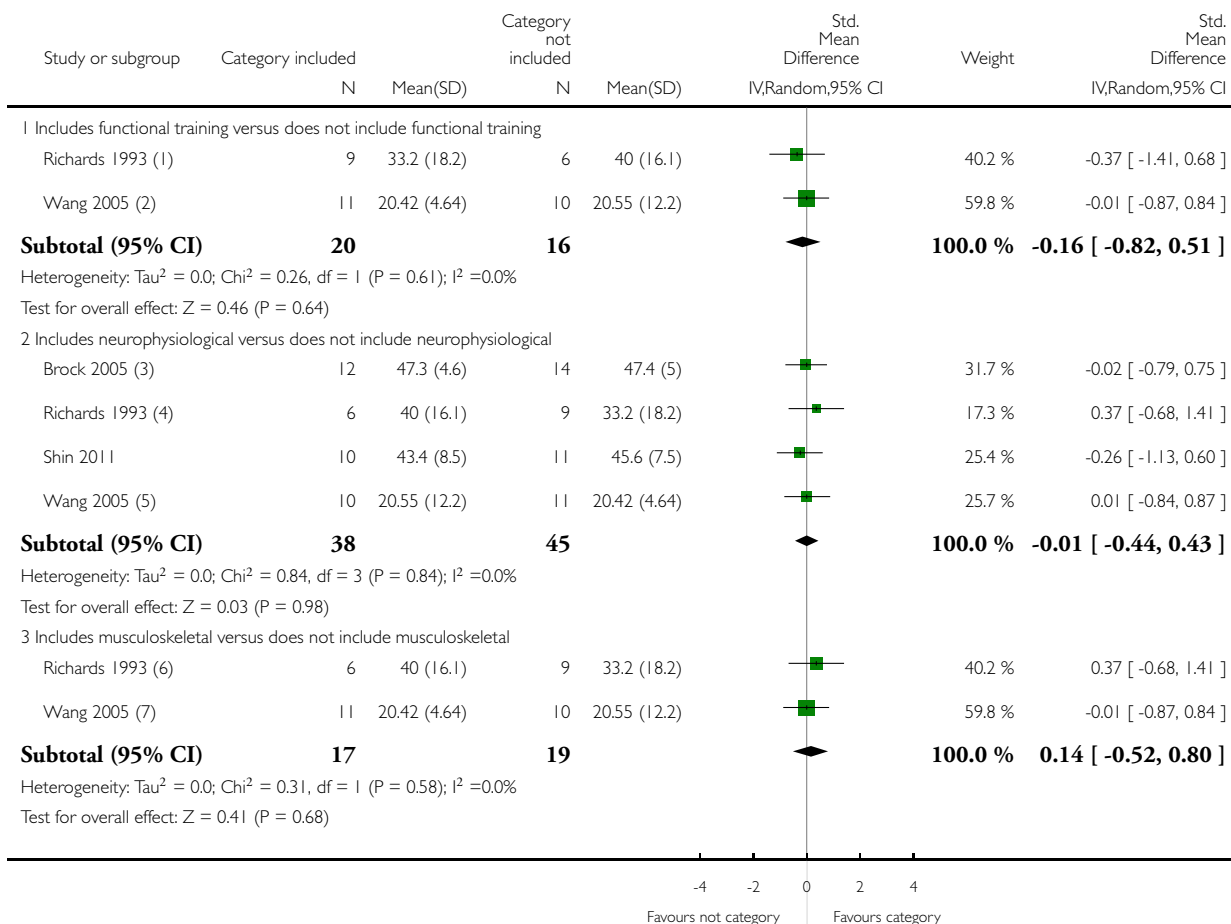 Study or subgroup Category included Category not included Std. Mean Difference Weight Std. Mean Difference
N Mean(SD) N Mean(SD) IV,Random,95% CI IV,Random,95% CI
1 Includes functional training versus does not include functional training
Richards 1993 (1) 9 33.2 (18.2) 6 40 (16.1) 40.2 % -0.37 [ -1.41, 0.68 ]
Wang 2005 (2) 11 20.42 (4.64) 10 20.55 (12.2) 59.8 % -0.01 [ -0.87, 0.84 ]
Subtotal (95% CI) 20 16 100.0 % -0.16 [ -0.82, 0.51 ]
Heterogeneity: Tau² = 0.0; Chi² = 0.26, df = 1 (P = 0.61); I² =0.0%
Test for overall effect: Z = 0.46 (P = 0.64)
2 Includes neurophysiological versus does not include neurophysiological
Brock 2005 (3) 12 47.3 (4.6) 14 47.4 (5) 31.7 % -0.02 [ -0.79, 0.75 ]
Richards 1993 (4) 6 40 (16.1) 9 33.2 (18.2) 17.3 % 0.37 [ -0.68, 1.41 ]
Shin 2011 10 43.4 (8.5) 11 45.6 (7.5) 25.4 % -0.26 [ -1.13, 0.60 ]
Wang 2005 (5) 10 20.55 (12.2) 11 20.42 (4.64) 25.7 % 0.01 [ -0.84, 0.87 ]
Subtotal (95% CI) 38 45 100.0 % -0.01 [ -0.44, 0.43 ]
Heterogeneity: Tau² = 0.0; Chi² = 0.84, df = 3 (P = 0.84); I² =0.0%
Test for overall effect: Z = 0.03 (P = 0.98)
3 Includes musculoskeletal versus does not include musculoskeletal
Richards 1993 (6) 6 40 (16.1) 9 33.2 (18.2) 40.2 % 0.37 [ -0.68, 1.41 ]
Wang 2005 (7) 11 20.42 (4.64) 10 20.55 (12.2) 59.8 % -0.01 [ -0.87, 0.84 ]
Subtotal (95% CI) 17 19 100.0 % 0.14 [ -0.52, 0.80 ]
Heterogeneity: Tau² = 0.0; Chi² = 0.31, df = 1 (P = 0.58); I² =0.0%
Test for overall effect: Z = 0.41 (P = 0.68)
-4 -2 0 2 4
Favours not category Favours category